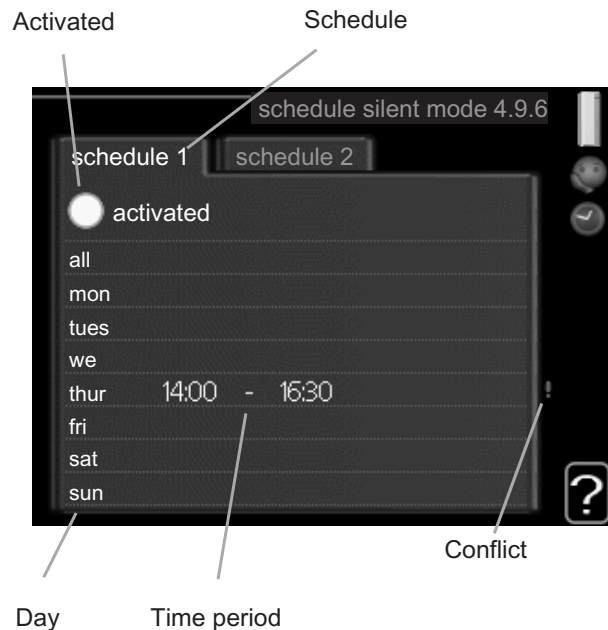 Activated Schedule
schedule silent mode 4.9.6
schedule 1 schedule 2
activated
all
mon
tues
we
thur 14:00 - 16:30 !
fri
sat
sun
?
Conflict
Day Time period